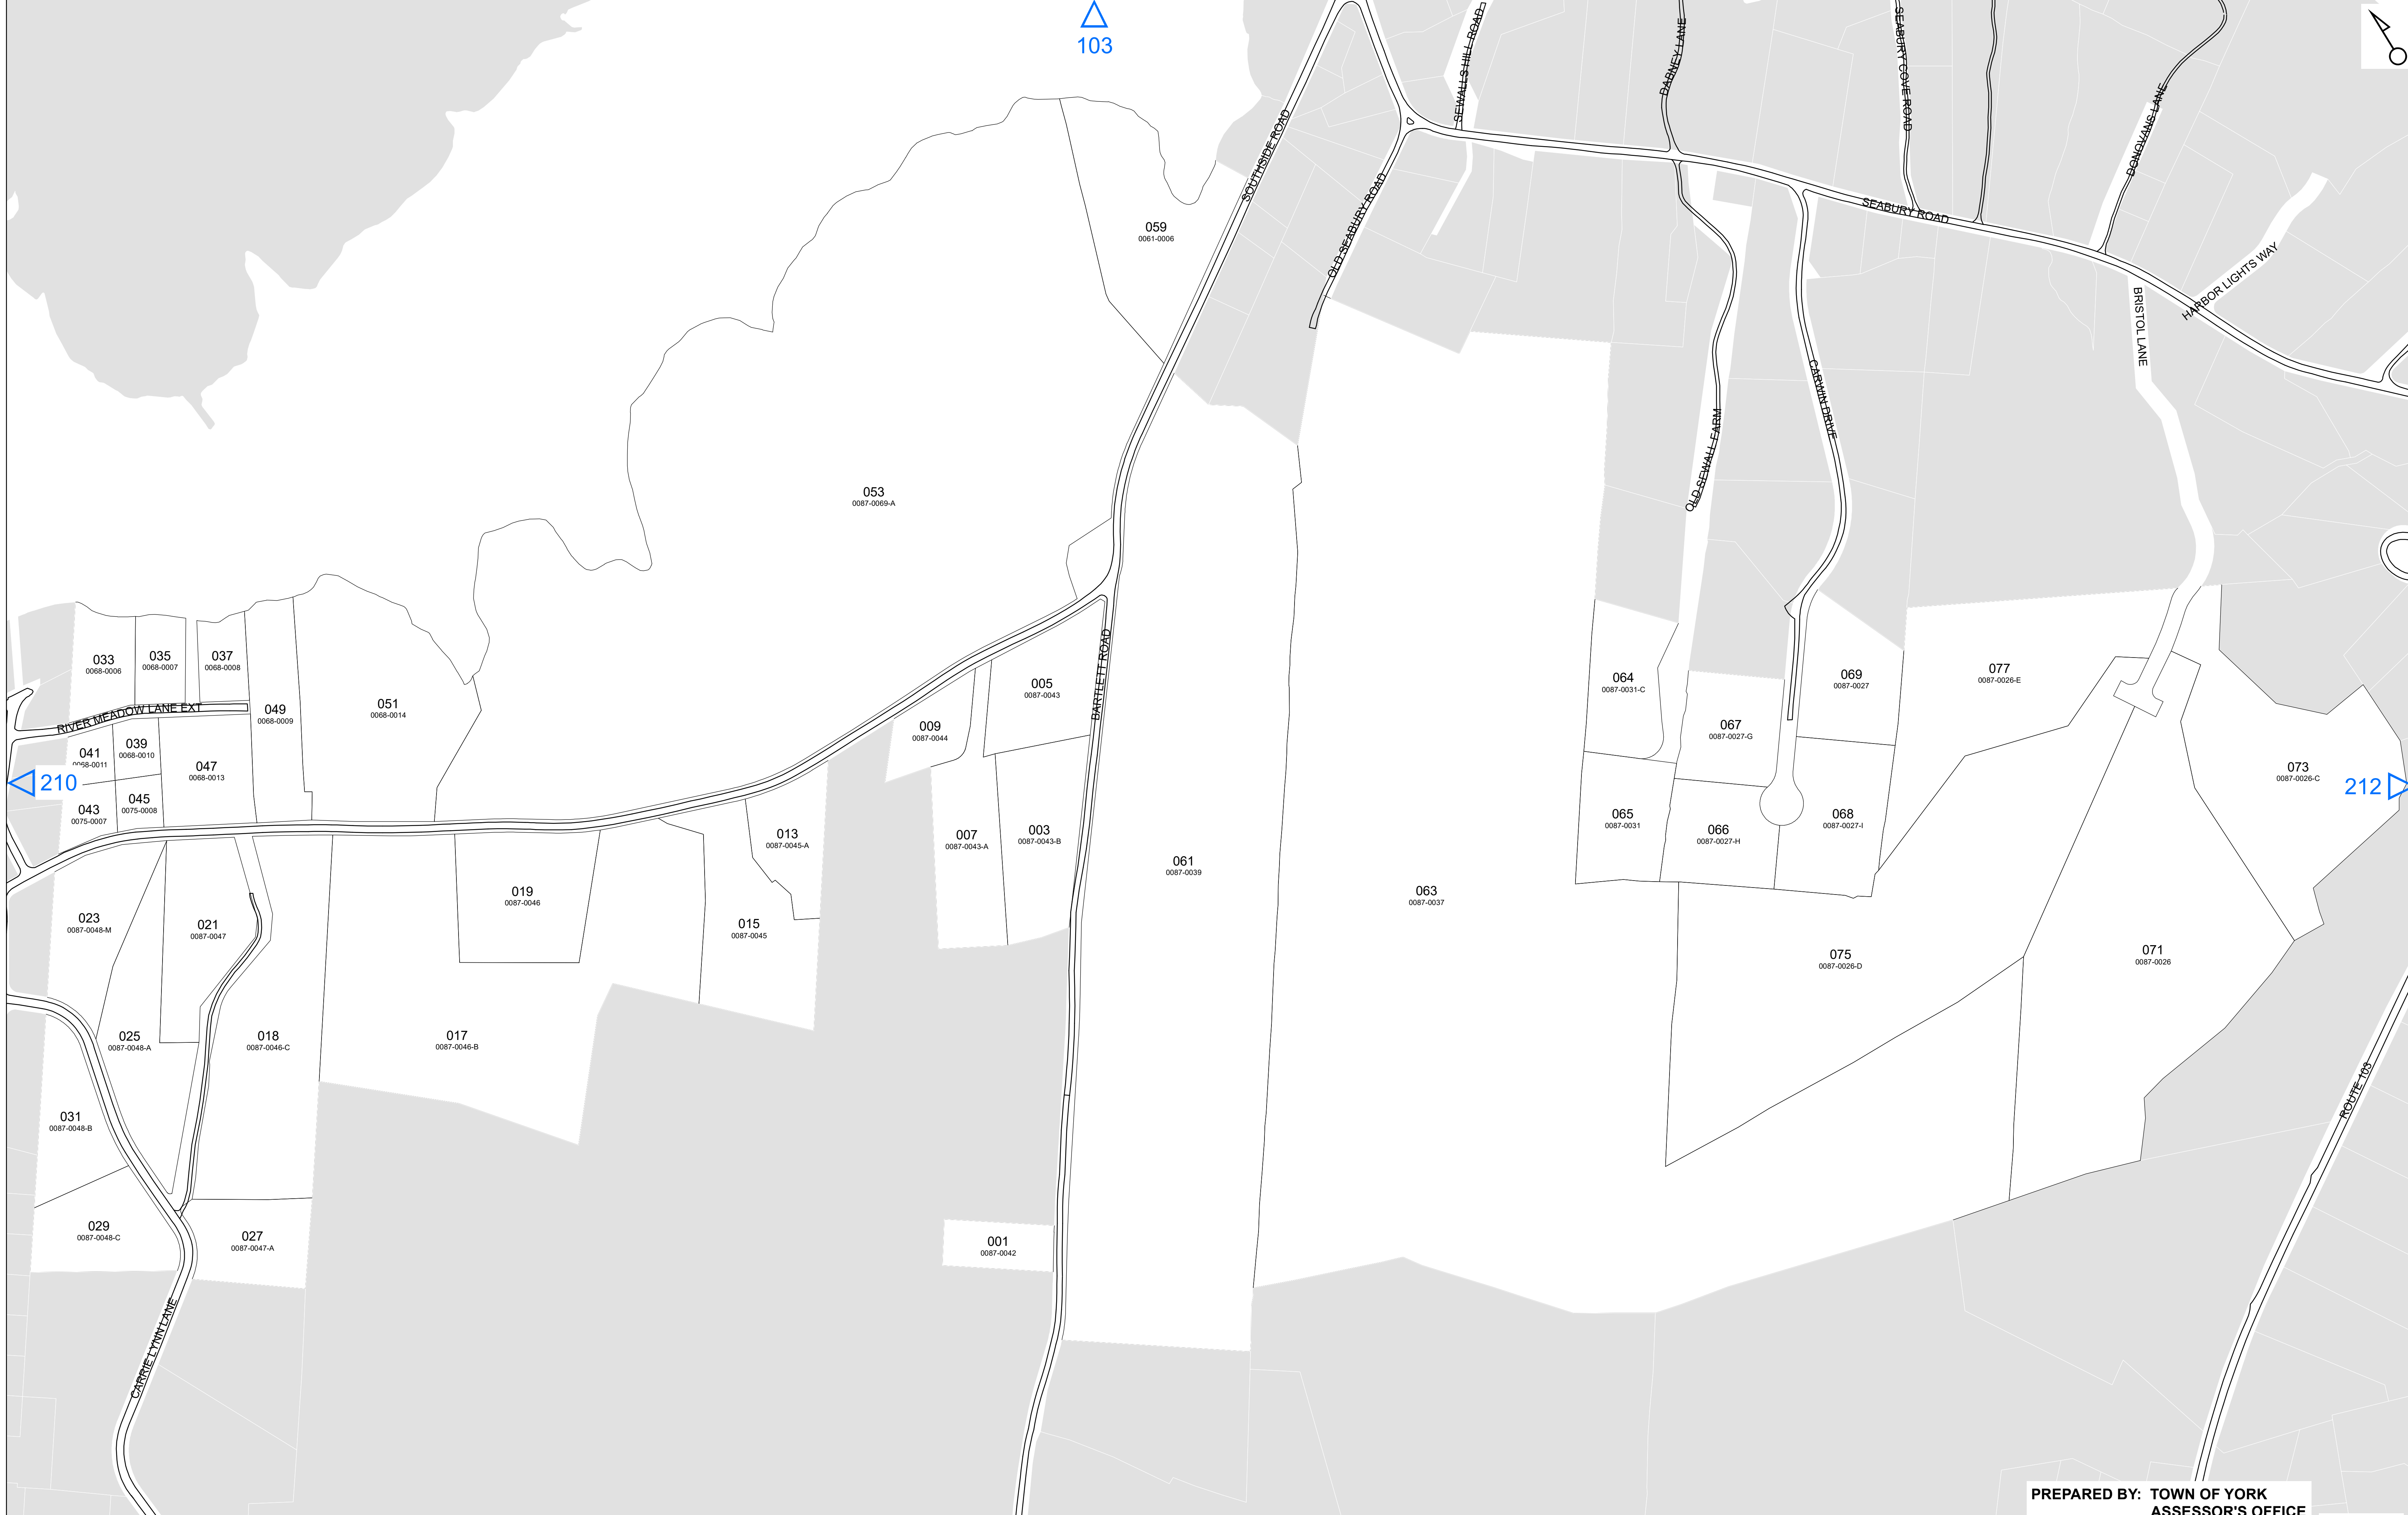 103
SEWALLS HILL ROAD
DABNEY LANE
SEABURY COVE ROAD
DONOVANS LANE
SOUTHSIDE ROAD
OLD SEABURY ROAD
SEABURY ROAD
HARBOR LIGHTS WAY
BRISTOL LANE
059
0061-0006
CARWIN DRIVE
OLD SEWALL FARM
053
0087-0069-A
033
0068-0006
035
0068-0007
037
0068-0008
049
0068-0009
051
0068-0014
RIVER MEADOW LANE EXT
BARTLETT ROAD
005
0087-0043
009
0087-0044
064
0087-0031-C
069
0087-0027
077
0087-0026-E
067
0087-0027-G
041
0068-0011
039
0068-0010
047
0068-0013
210
073
0087-0026-C
212
043
0075-0007
045
0075-0008
013
0087-0045-A
007
0087-0043-A
003
0087-0043-B
065
0087-0031
066
0087-0027-H
068
0087-0027-I
061
0087-0039
063
0087-0037
019
0087-0046
023
0087-0048-M
021
0087-0047
015
0087-0045
075
0087-0026-D
071
0087-0026
025
0087-0048-A
018
0087-0046-C
017
0087-0046-B
ROUTE 103
031
0087-0048-B
029
0087-0048-C
027
0087-0047-A
001
0087-0042
CARRIE LYNN LANE
PREPARED BY: TOWN OF YORK
ASSESSOR'S OFFICE